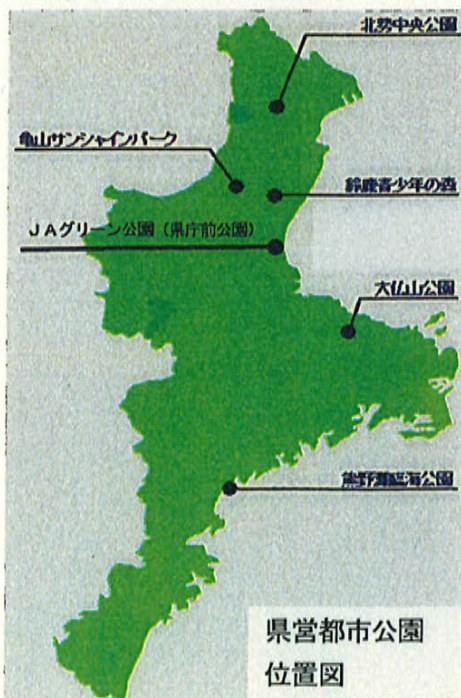 北勢中央公園
亀山サンシャインパーク
鈴鹿青少年の森
JAグリーン公園(県庁前公園)
大仏山公園
熊野灘臨海公園
県営都市公園
位置図